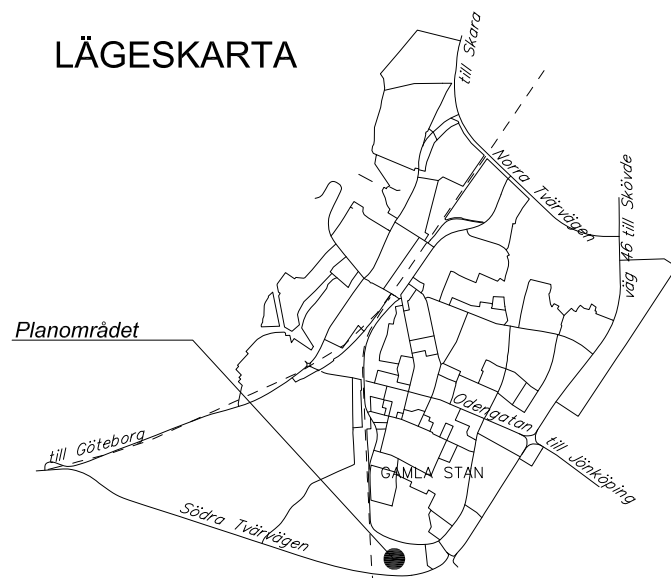 LÄGESKARTA
till Skara
Norra Tvärvägen
väg 46 till Skövde
Planområdet
Odengatan
till Jönköping
till Göteborg
GAMLA STAN
Södra Tvärvägen